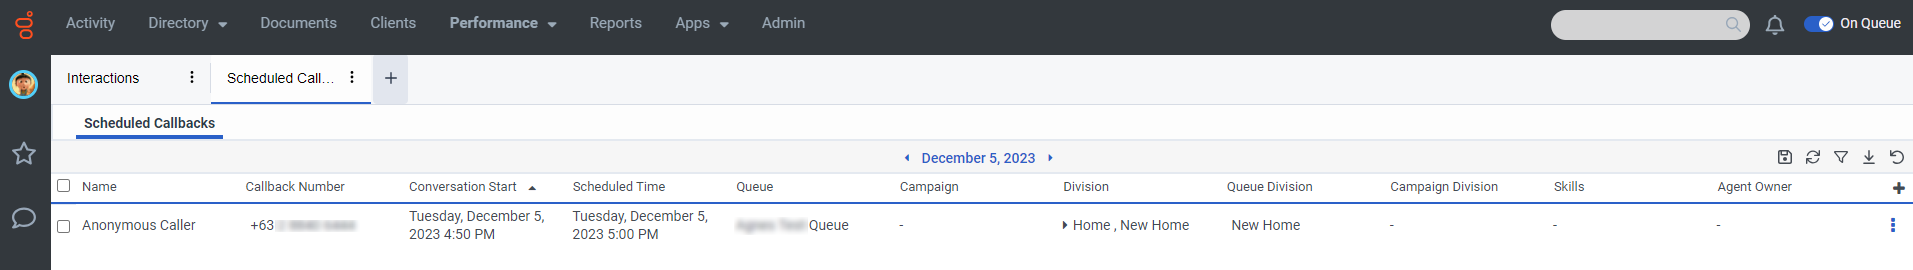 Activity Directory Documents Clients Performance Reports Apps Admin On Queue
Interactions Scheduled Call...
Scheduled Callbacks
December 5, 2023
Name Callback Number Conversation Start Scheduled Time Queue Campaign Division Queue Division Campaign Division Skills Agent Owner
Anonymous Caller +63 Tuesday, December 5, Tuesday, December 5, Queue - Home , New Home New Home - - -
2023 4:50 PM 2023 5:00 PM